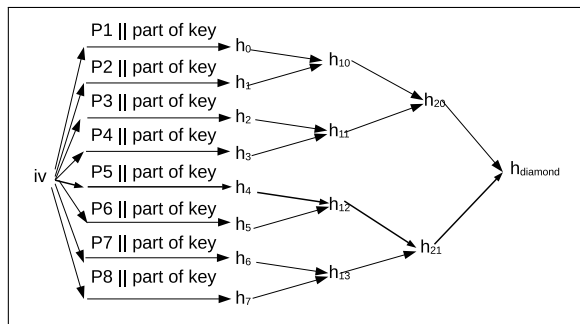 P1 || part of key
h0
h10
P2 || part of key
h1
h20
P3 || part of key
h2
h11
P4 || part of key
h3
iv
hdiamond
P5 || part of key
h4
h12
P6 || part of key
h5
h21
P7 || part of key
h6
h13
P8 || part of key
h7